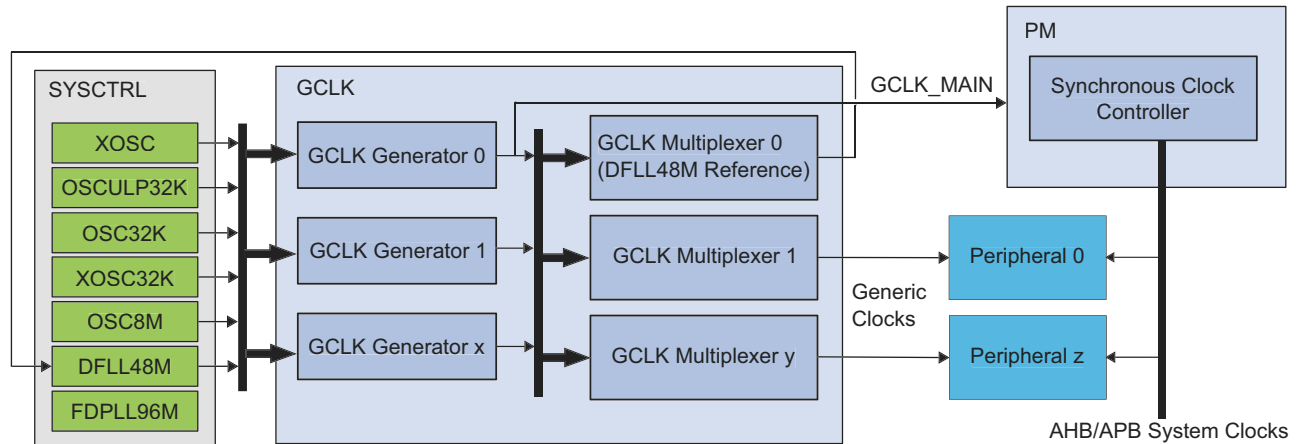 PM
Synchronous Clock
Controller
GCLK_MAIN
SYSCTRL
XOSC
OSCULP32K
OSC32K
XOSC32K
OSC8M
DFLL48M
FDPLL96M
GCLK
GCLK Generator 0
GCLK Generator 1
GCLK Generator x
GCLK Multiplexer 0
(DFLL48M Reference)
GCLK Multiplexer 1
GCLK Multiplexer y
Generic
Clocks
Peripheral 0
Peripheral z
AHB/APB System Clocks